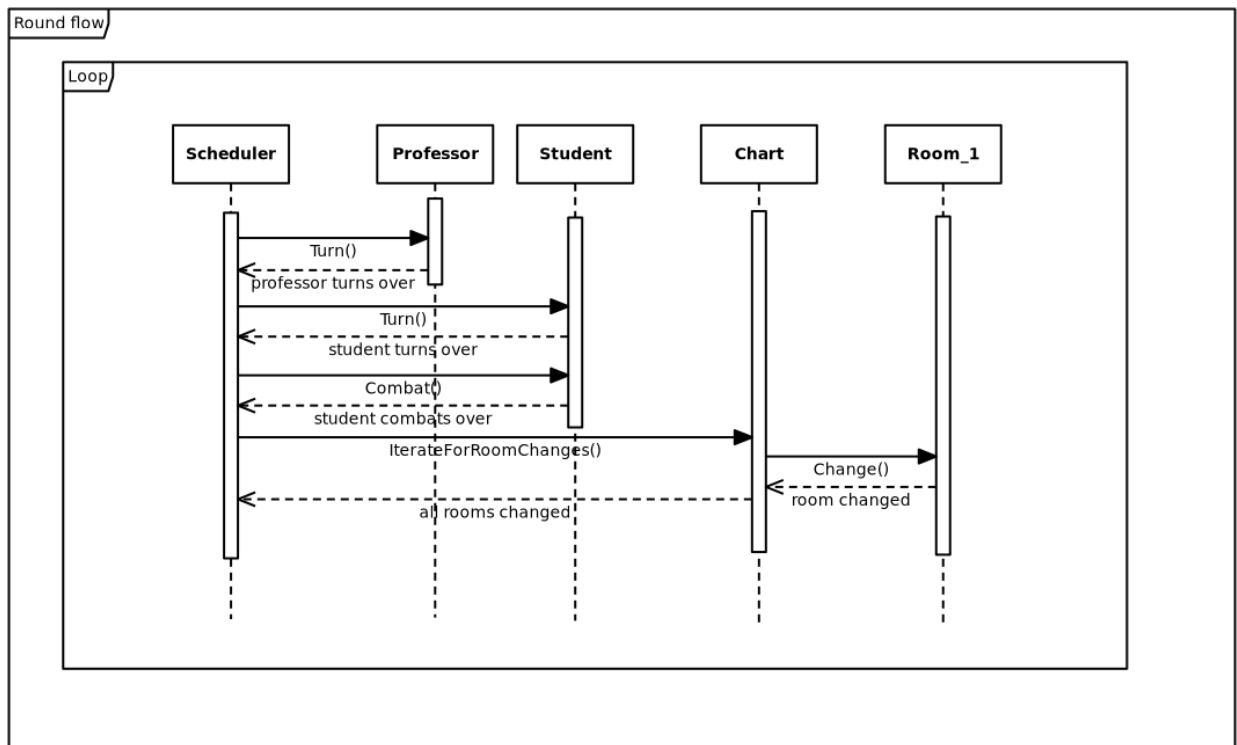 Round flow
Loop
Scheduler
Professor
Student
Chart
Room_1
Turn()
professor turns over
Turn()
student turns over
Combat()
student combats over
IterateForRoomChanges()
Change()
room changed
all rooms changed